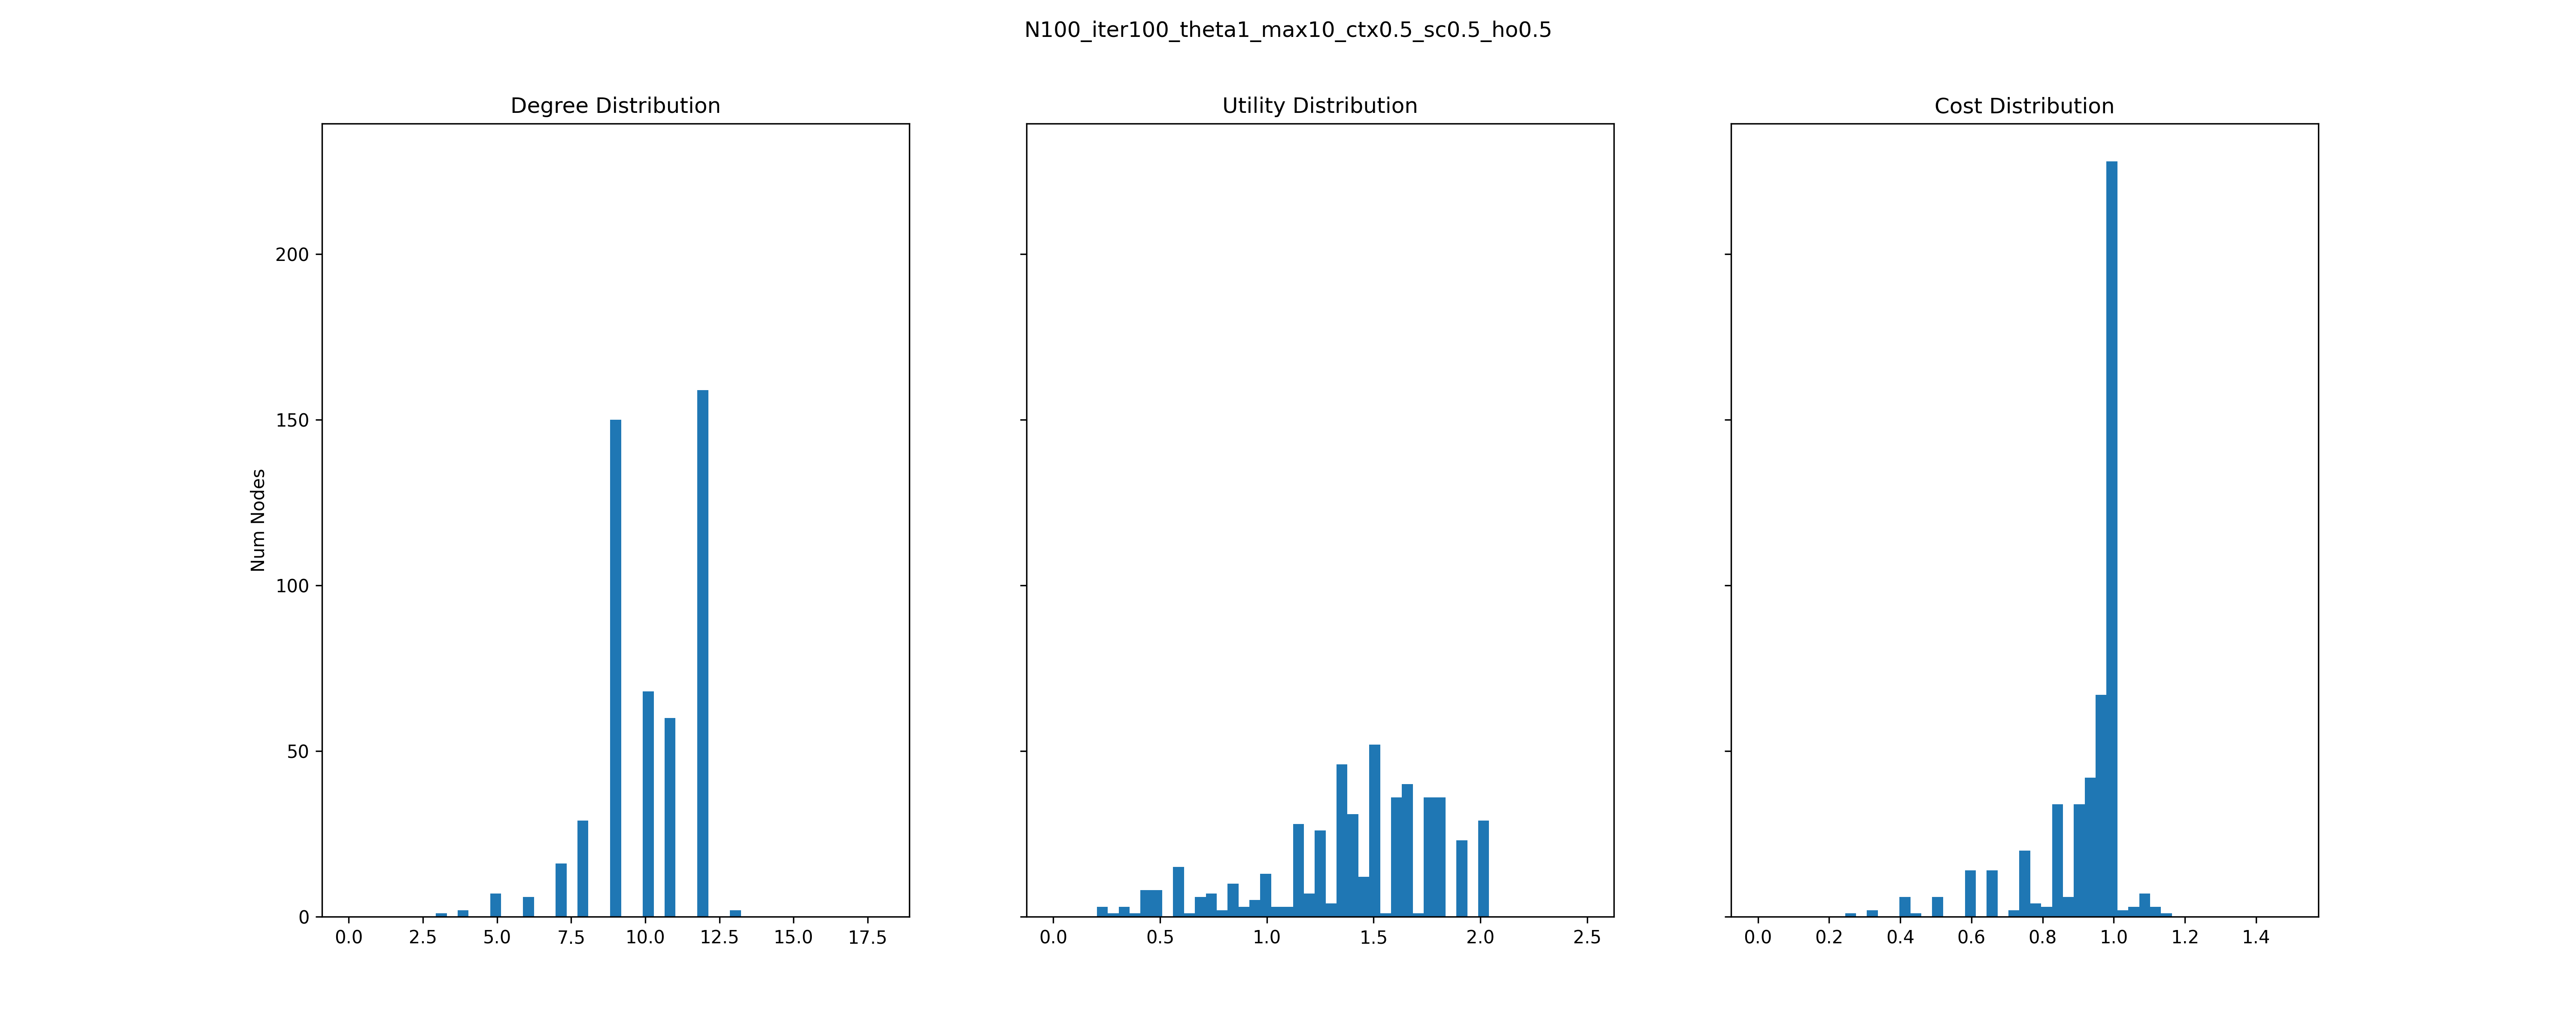 N100_iter100_theta1_max10_ctx0.5_sc0.5_ho0.5
Degree Distribution
Num Nodes
200
150
100
50
0
0.0 2.5 5.0 7.5 10.0 12.5 15.0 17.5
Utility Distribution
0.0 0.5 1.0 1.5 2.0 2.5
Cost Distribution
0.0 0.2 0.4 0.6 0.8 1.0 1.2 1.4